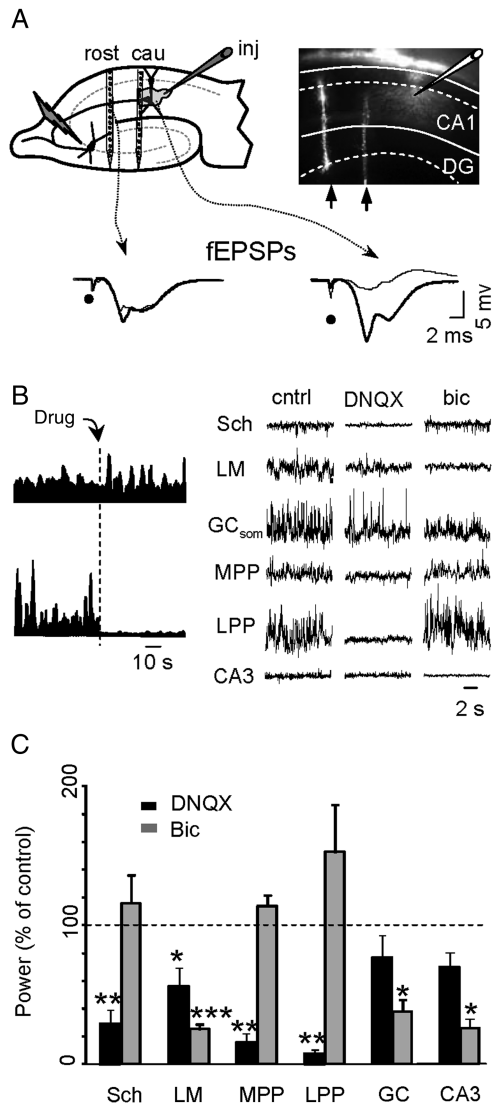 A
rost cau inj
CA1
DG
fEPSPs
5 mv
2 ms
B
Drug
10 s
cntrl DNQX bic
Sch
LM
GCsom
MPP
LPP
CA3
2 s
C
Power (% of control)
200
100
0
DNQX
Bic
** * *** ** ** * *
Sch LM MPP LPP GC CA3